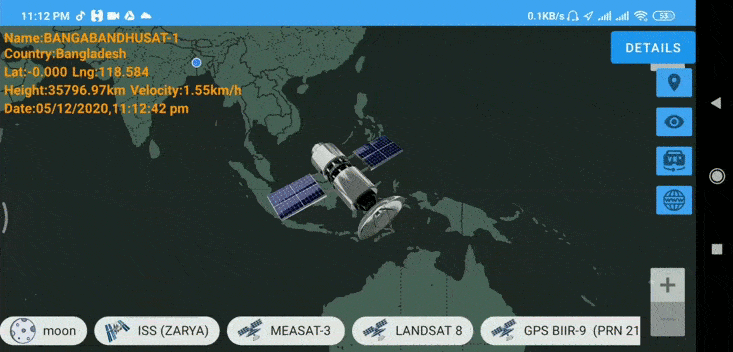 11:12 PM
0.1KB/s
53
Name:BANGABANDHUSAT-1
Country:Bangladesh
Lat:-0.000 Lng:118.584
Height:35796.97km Velocity:1.55km/h
Date:05/12/2020,11:12:42 pm
DETAILS
moon
ISS (ZARYA)
MEASAT-3
LANDSAT 8
GPS BIIR-9 (PRN 21